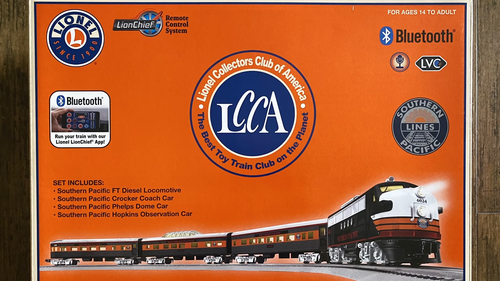 LIONEL
SINCE 1900
LionChief
Remote
Control
System
FOR AGES 14 TO ADULT
Bluetooth
LVC
Lionel Collectors Club of America
LCCA
The Best Toy Train Club on the Planet
Bluetooth
Run your train with our
Lionel LionChief App!
SOUTHERN
LINES
PACIFIC
SET INCLUDES:
• Southern Pacific FT Diesel Locomotive
• Southern Pacific Crocker Coach Car
• Southern Pacific Phelps Dome Car
• Southern Pacific Hopkins Observation Car